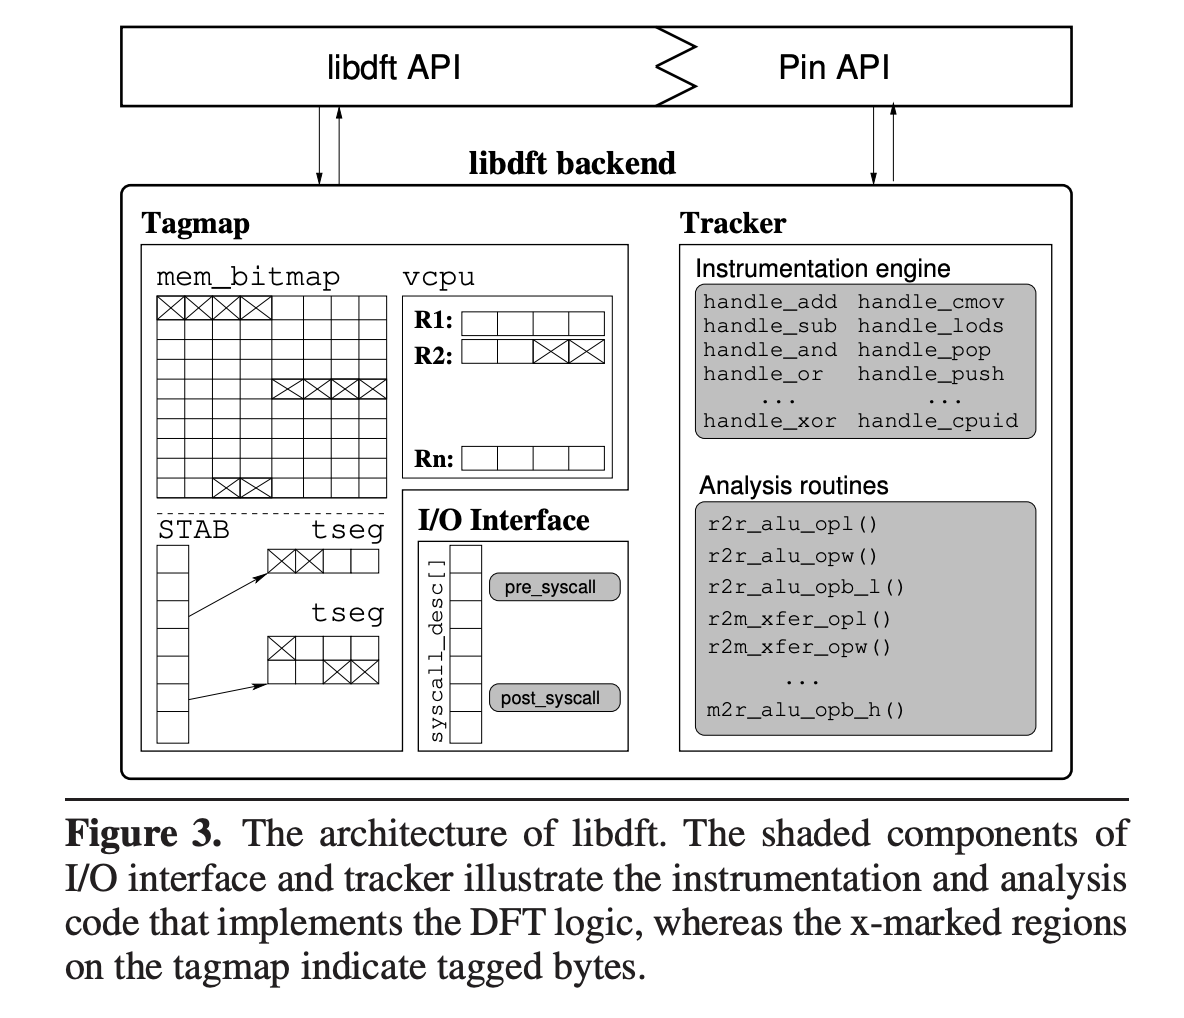 libdft API
Pin API
libdft backend
Tagmap
mem_bitmap
vcpu
R1:
R2:
Rn:
STAB
tseg
tseg
I/O Interface
syscall_desc[]
pre_syscall
post_syscall
Tracker
Instrumentation engine
handle_add handle_cmov
handle_sub handle_lods
handle_and handle_pop
handle_or handle_push
... ...
handle_xor handle_cpuid
Analysis routines
r2r_alu_opl()
r2r_alu_opw()
r2r_alu_opb_l()
r2m_xfer_opl()
r2m_xfer_opw()
...
m2r_alu_opb_h()
Figure 3. The architecture of libdft. The shaded components of
I/O interface and tracker illustrate the instrumentation and analysis
code that implements the DFT logic, whereas the x-marked regions
on the tagmap indicate tagged bytes.